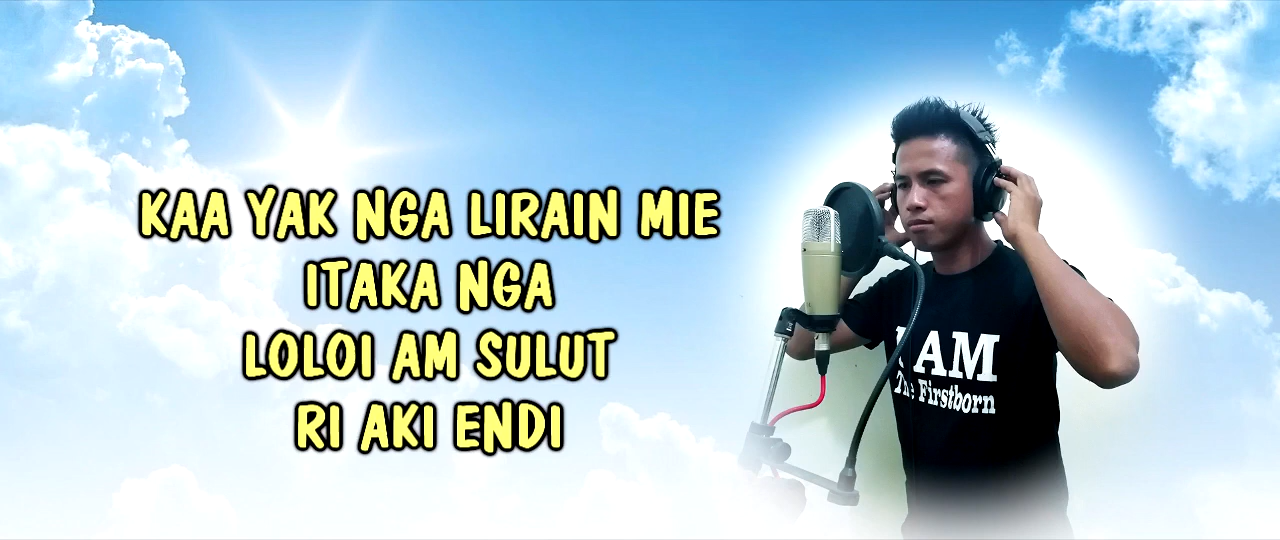 KAA YAK NGA LIRAIN MIE
ITAKA NGA
LOLOI AM SULUT
RI AKI ENDI
I AM
The Firstborn